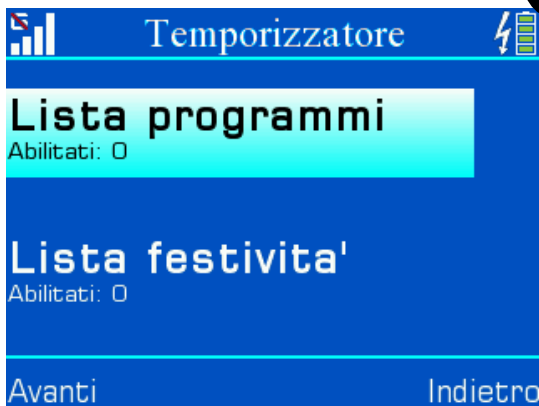 Temporizzatore
Lista programmi
Abilitati: 0
Lista festivita'
Abilitati: 0
Avanti Indietro